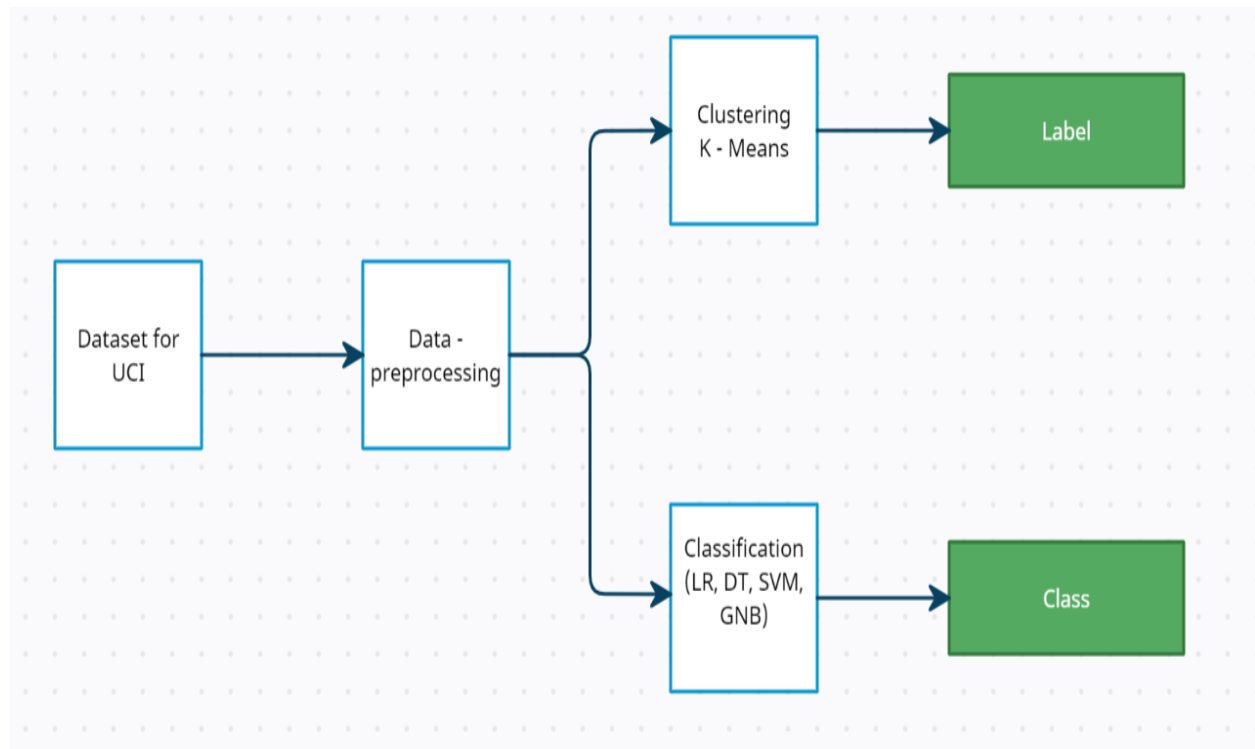 Dataset for
UCI
Data -
preprocessing
Clustering
K - Means
Label
Classification
(LR, DT, SVM,
GNB)
Class